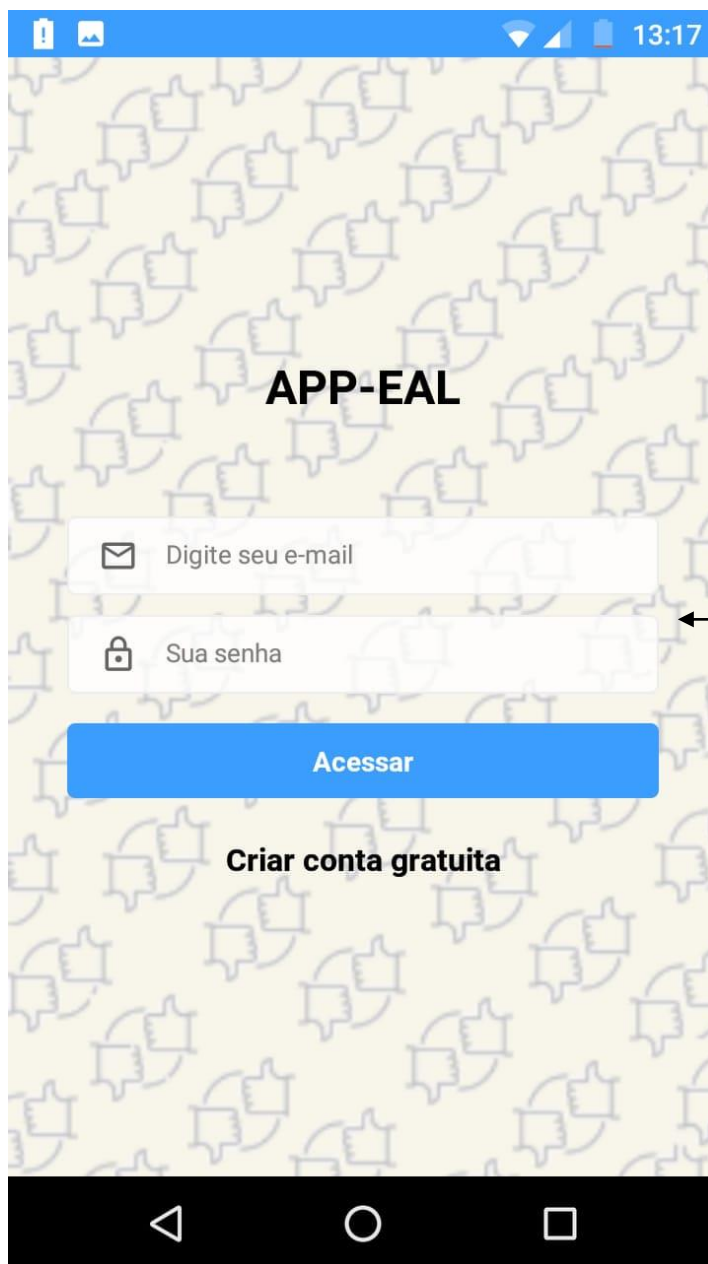 13:17
APP-EAL
Digite seu e-mail
Sua senha
Acessar
Criar conta gratuita